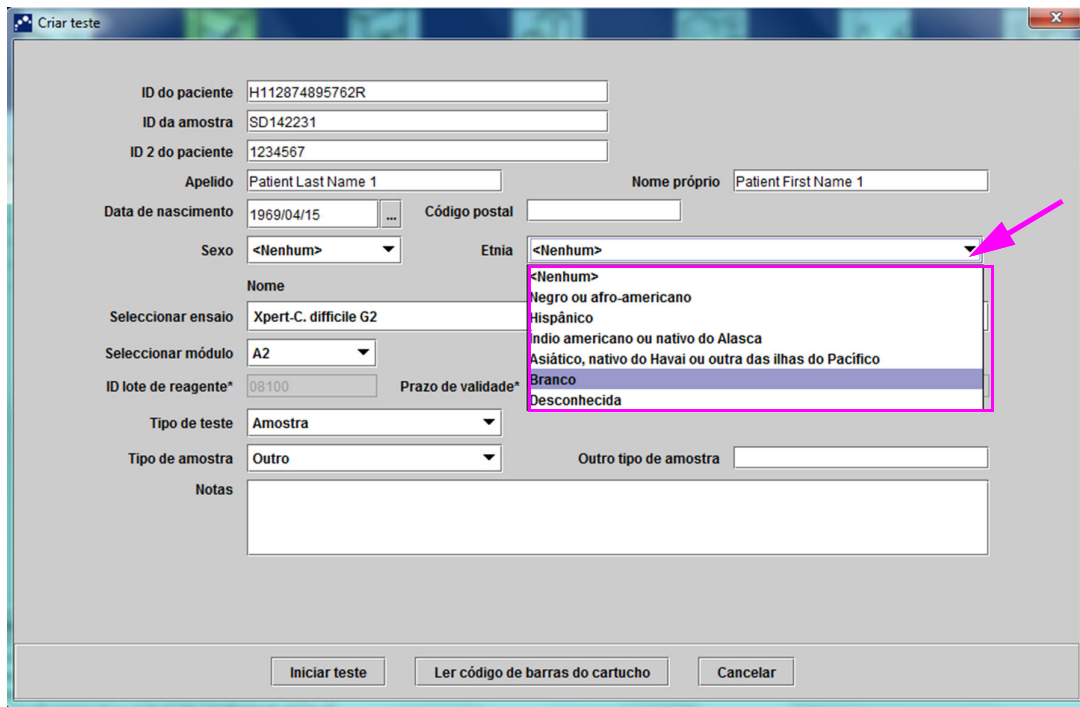 Criar teste
ID do paciente H112874895762R
ID da amostra SD142231
ID 2 do paciente 1234567
Apelido Patient Last Name 1 Nome próprio Patient First Name 1
Data de nascimento 1969/04/15 ... Código postal
Sexo <Nenhum> Etnia <Nenhum>
<Nenhum>
Nome
Negro ou afro-americano
Hispânico
Seleccionar ensaio Xpert-C. difficile G2
Indio americano ou nativo do Alasca
Seleccionar módulo A2
Asiático, nativo do Havai ou outra das ilhas do Pacífico
Branco
ID lote de reagente* 08100 Prazo de validade*
Desconhecida
Tipo de teste Amostra
Tipo de amostra Outro Outro tipo de amostra
Notas
Iniciar teste Ler código de barras do cartucho Cancelar